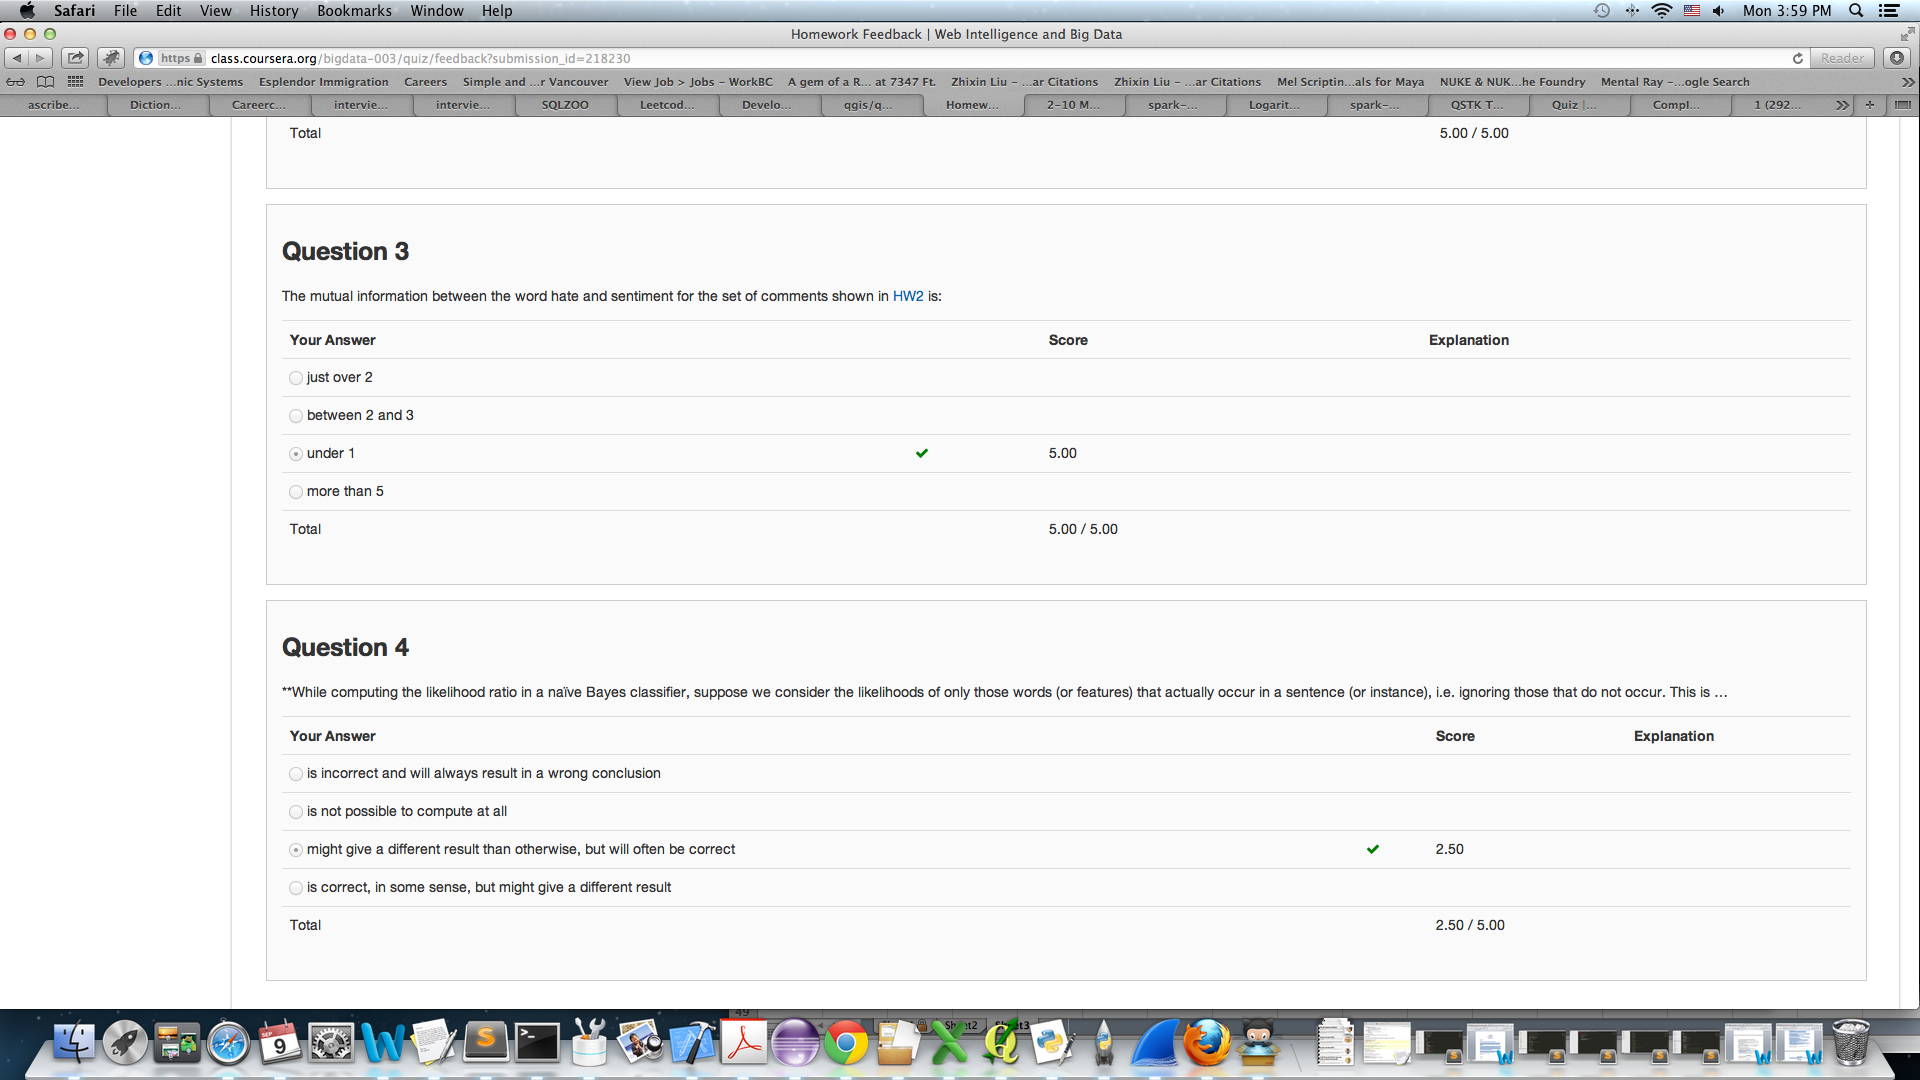 Safari File Edit View History Bookmarks Window Help Mon 3:59 PM
Homework Feedback | Web Intelligence and Big Data
https class.coursera.org/bigdata-003/quiz/feedback?submission_id=218230 Reader
Developers ...nic Systems Esplendor Immigration Careers Simple and ...r Vancouver View Job > Jobs - WorkBC A gem of a R... at 7347 Ft. Zhixin Liu - ...ar Citations Zhixin Liu - ...ar Citations Mel Scriptin...als for Maya NUKE & NUK...he Foundry Mental Ray -...ogle Search
ascribe... Diction... Careerc... intervie... intervie... SQLZOO Leetcod... Develo... qgis/q... Homew... 2-10 M... spark-... Logarit... spark-... QSTK T... Quiz |... Compl... 1 (292...
Total 5.00 / 5.00
Question 3
The mutual information between the word hate and sentiment for the set of comments shown in HW2 is:
Your Answer Score Explanation
just over 2
between 2 and 3
under 1 5.00
more than 5
Total 5.00 / 5.00
Question 4
**While computing the likelihood ratio in a naïve Bayes classifier, suppose we consider the likelihoods of only those words (or features) that actually occur in a sentence (or instance), i.e. ignoring those that do not occur. This is …
Your Answer Score Explanation
is incorrect and will always result in a wrong conclusion
is not possible to compute at all
might give a different result than otherwise, but will often be correct 2.50
is correct, in some sense, but might give a different result
Total 2.50 / 5.00
49
SEP
9